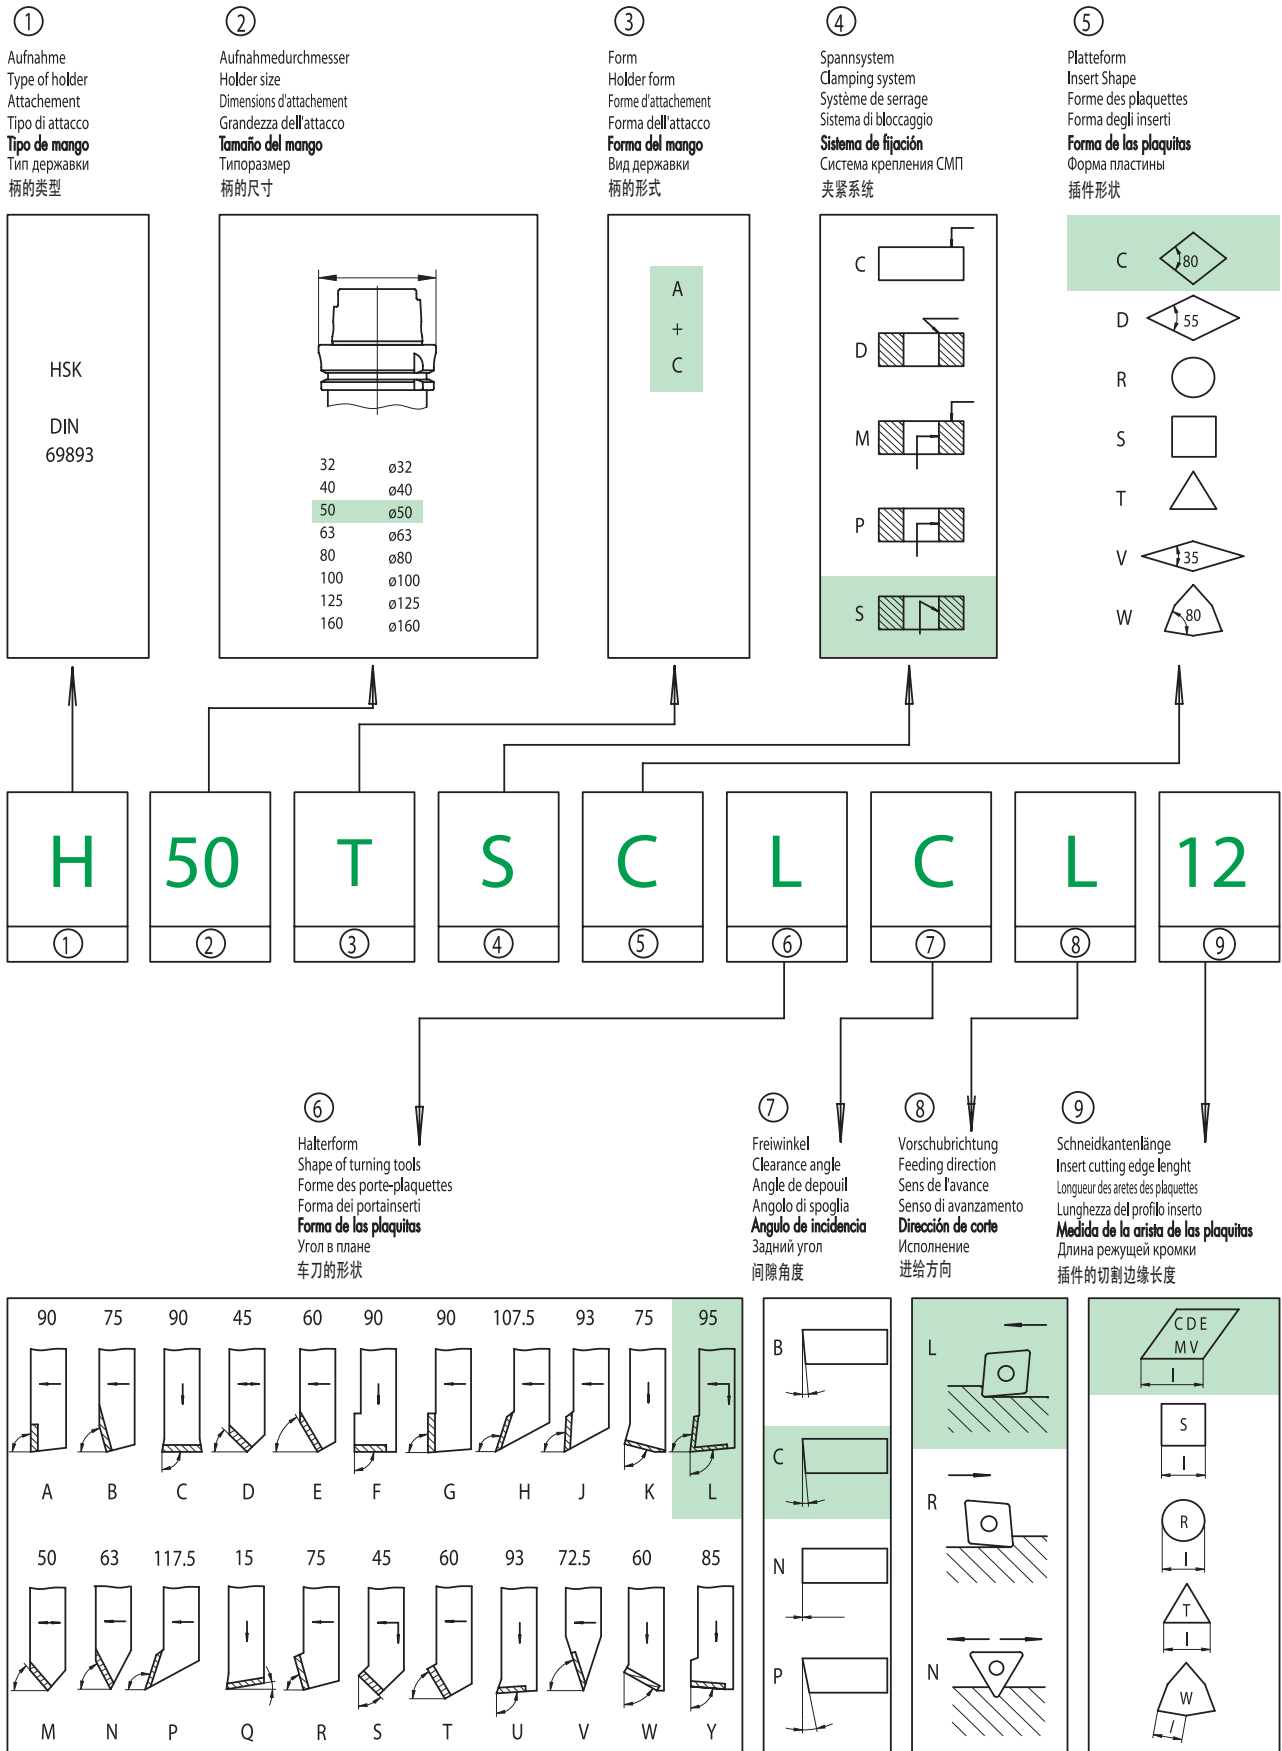 1
Aufnahme
Type of holder
Attachement
Tipo di attacco
Tipo de mango
Тип державки
柄的类型
HSK
DIN
69893
2
Aufnahmedurchmesser
Holder size
Dimensions d'attachement
Grandezza dell'attacco
Tamaño del mango
Типоразмер
柄的尺寸
32 ø32
40 ø40
50 ø50
63 ø63
80 ø80
100 ø100
125 ø125
160 ø160
3
Form
Holder form
Forme d'attachement
Forma dell'attacco
Forma del mango
Вид державки
柄的形式
A
+
C
4
Spannsystem
Clamping system
Système de serrage
Sistema di bloccaggio
Sistema de fijación
Система крепления СМП
夹紧系统
C
D
M
P
S
5
Platteform
Insert Shape
Forme des plaquettes
Forma degli inserti
Forma de las plaquitas
Форма пластины
插件形状
C 80
D 55
R
S
T
V 35
W 80
H 50 T S C L C L 12
1 2 3 4 5 6 7 8 9
6
Halterform
Shape of turning tools
Forme des porte-plaquettes
Forma dei portainserti
Forma de las plaquitas
Угол в плане
车刀的形状
90 75 90 45 60 90 90 107.5 93 75 95
A B C D E F G H J K L
50 63 117.5 15 75 45 60 93 72.5 60 85
M N P Q R S T U V W Y
7
Freiwinkel
Clearance angle
Angle de depouil
Angolo di spoglia
Angulo de incidencia
Задний угол
间隙角度
B
C
N
P
8
Vorschubrichtung
Feeding direction
Sens de l'avance
Senso di avanzamento
Dirección de corte
Исполнение
进给方向
L
R
N
9
Schneidkantenlänge
Insert cutting edge lenght
Longueur des aretes des plaquettes
Lunghezza del profilo inserto
Medida de la arista de las plaquitas
Длина режущей кромки
插件的切割边缘长度
C D E
M V
l
S
l
R
l
T
l
W
l